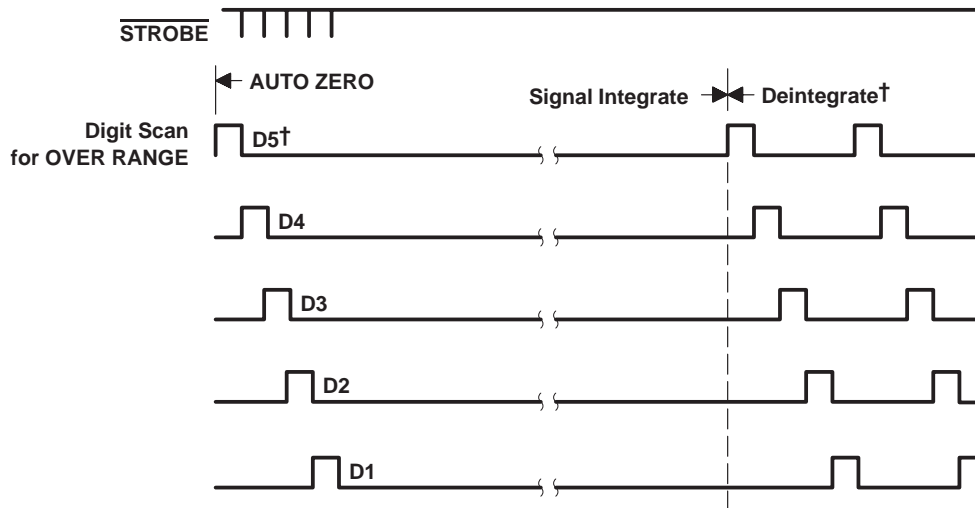 STROBE
AUTO ZERO
Signal Integrate
Deintegrate†
Digit Scan
for OVER RANGE
D5†
D4
D3
D2
D1